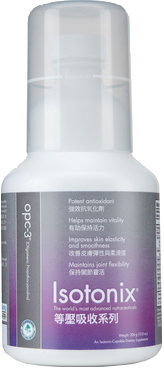 opc-3®
Potent antioxidant
強效抗氧化劑
Helps maintain vitality
有助保持活力
Improves skin elasticity
and smoothness
改善皮膚彈性與柔滑度
Maintains joint flexibility
保持關節靈活
Isotonix®
The world's most advanced nutraceuticals
等壓吸收系列